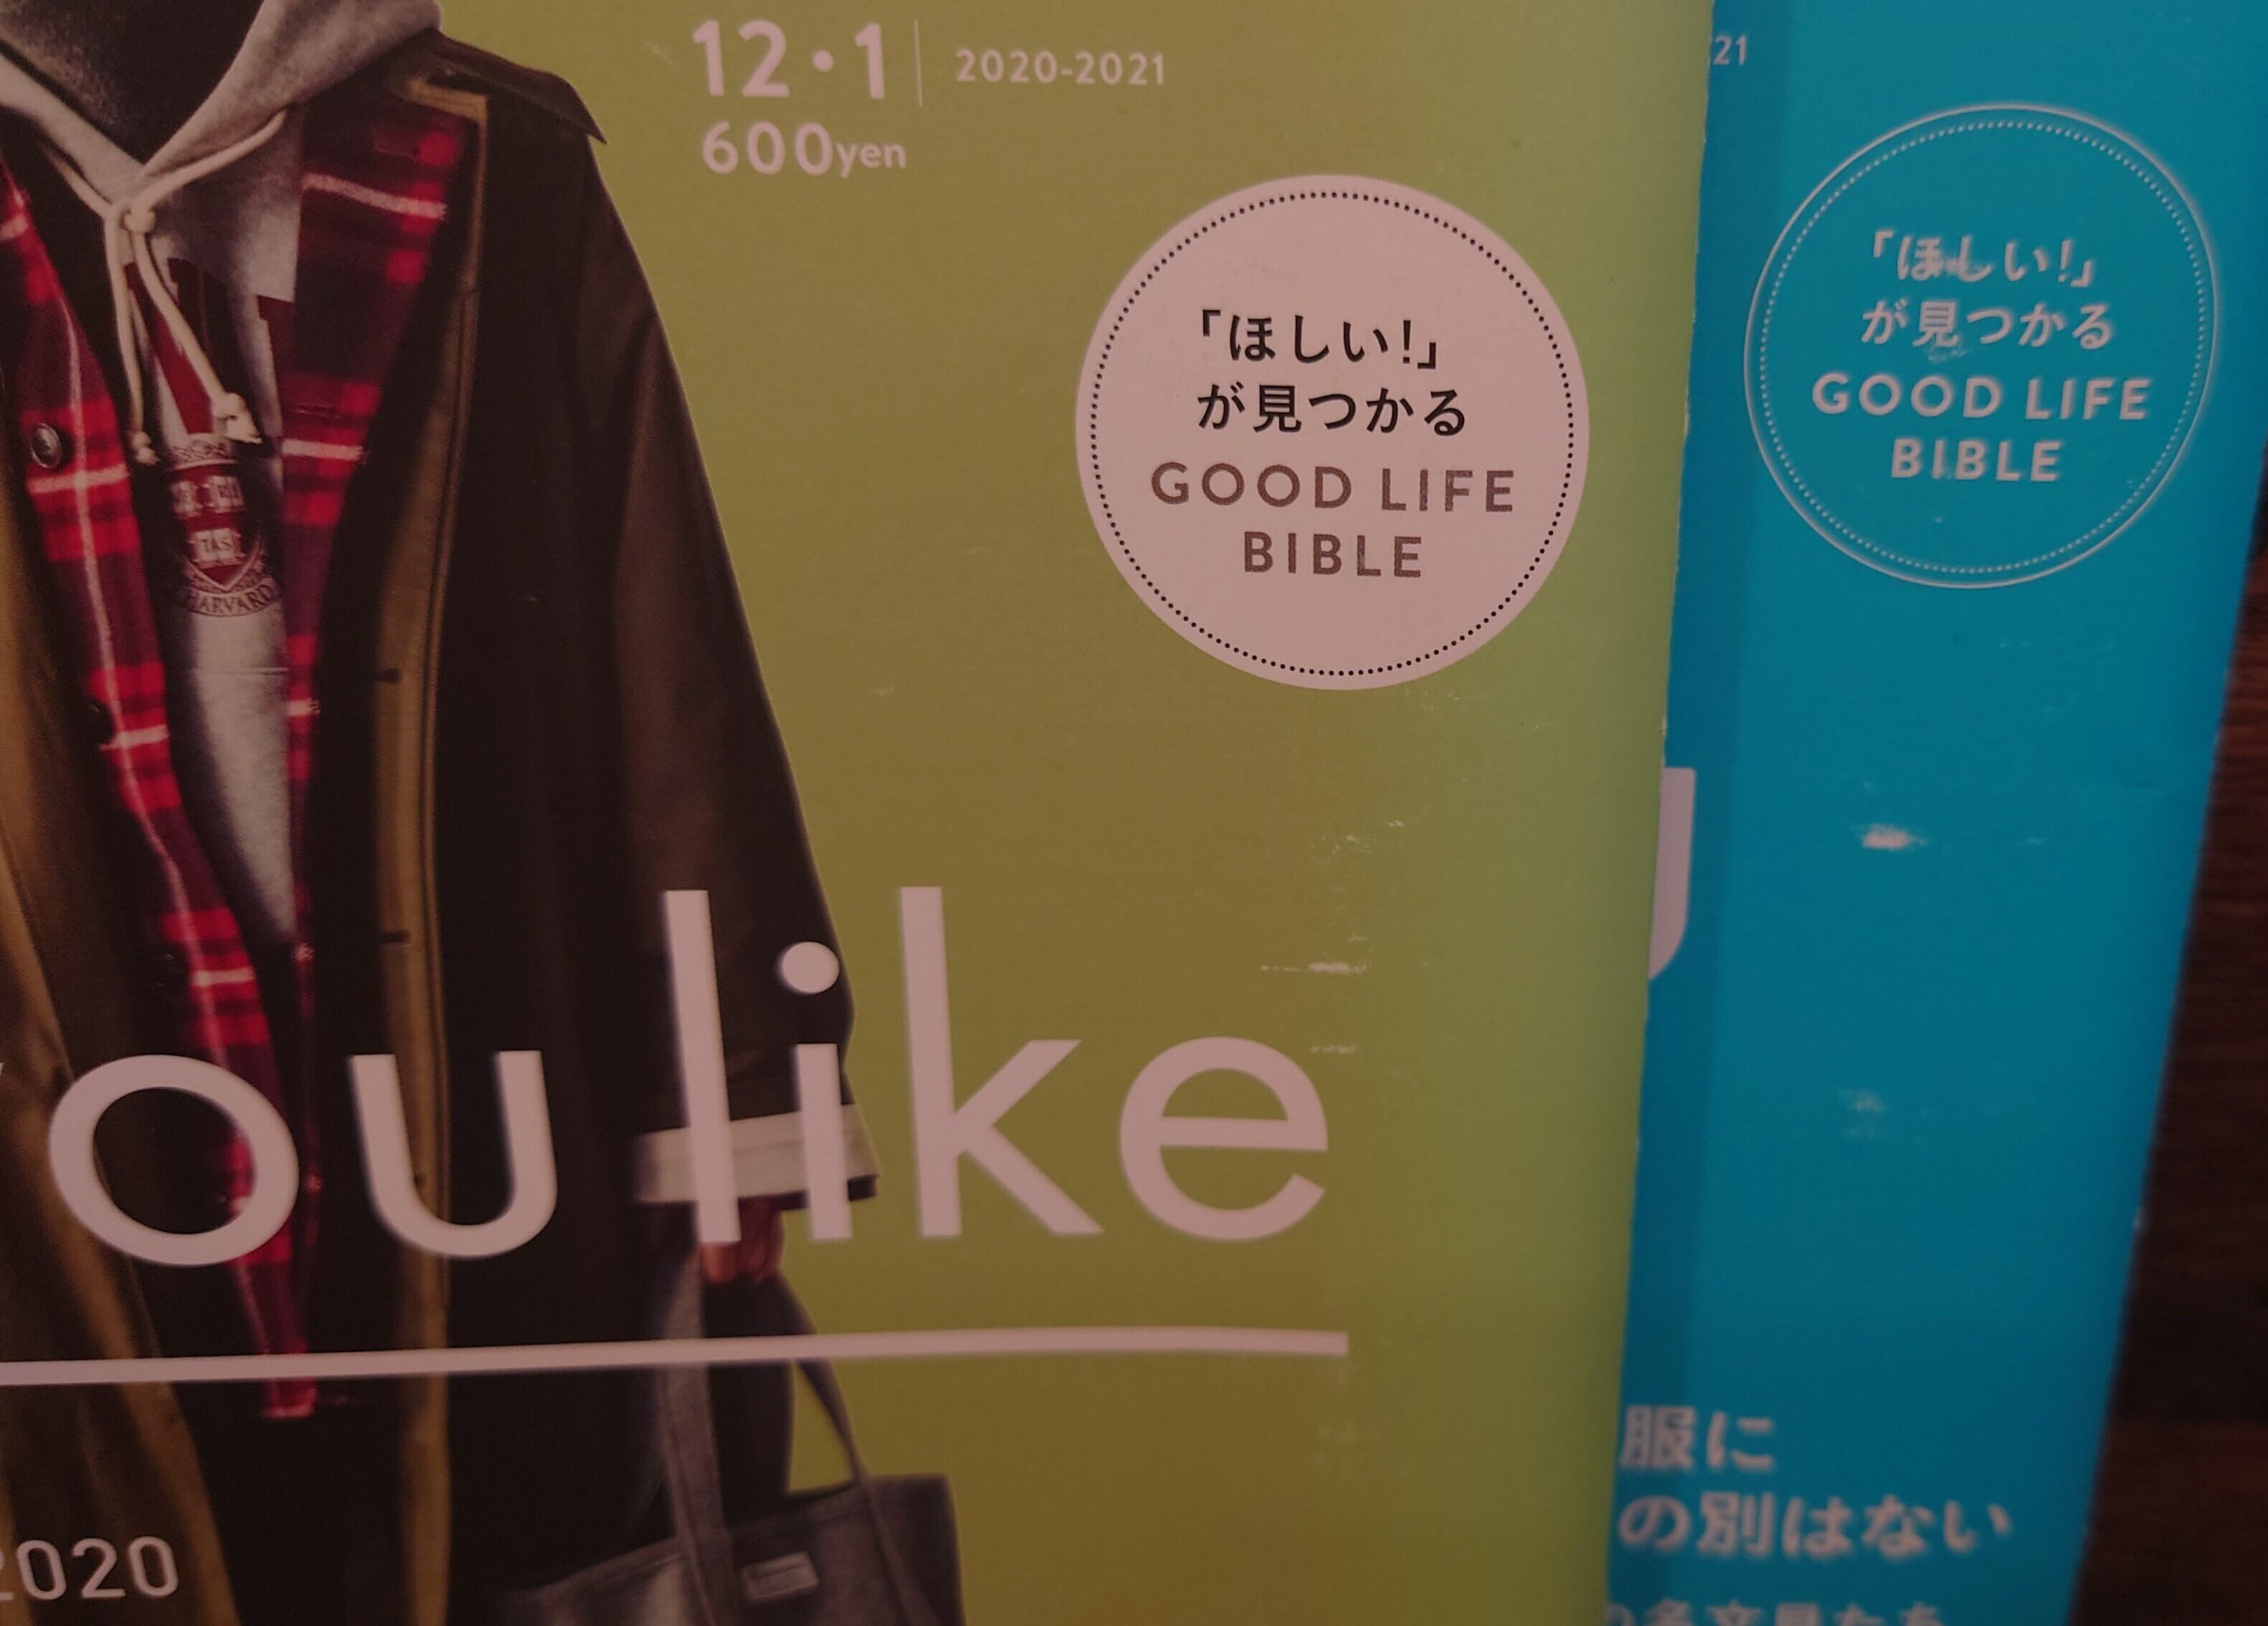 12・1 2020-2021
600yen
「ほしい!」
が見つかる
GOOD LIFE
BIBLE
HARVARD
ou like
2020
21
「ほしい!」
が見つかる
GOOD LIFE
BIBLE
服に
の別はない